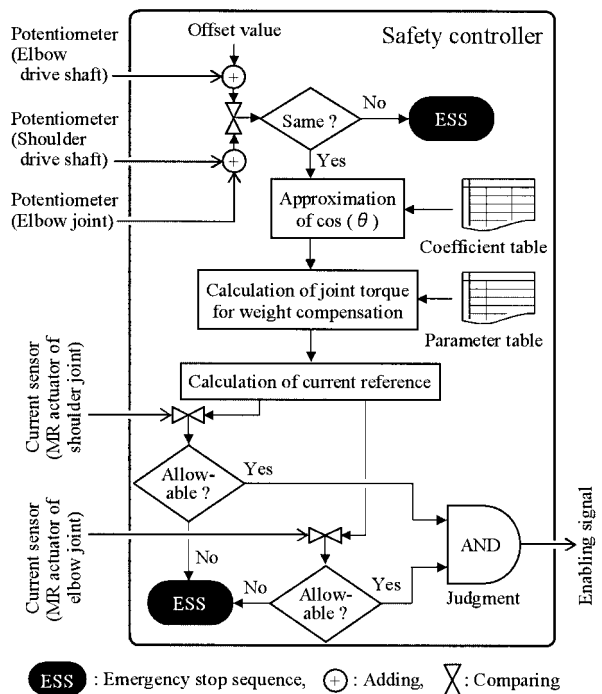 Safety controller
Offset value
Potentiometer
(Elbow
drive shaft)
Potentiometer
(Shoulder
drive shaft)
Potentiometer
(Elbow joint)
Same ?
No
ESS
Yes
Approximation
of cos ( θ )
Coefficient table
Calculation of joint torque
for weight compensation
Parameter table
Calculation of current reference
Current sensor
(MR actuator of
shoulder joint)
Allow-
able ?
Yes
No
Current sensor
(MR actuator of
elbow joint)
Allow-
able ?
Yes
No
ESS
AND
Judgment
Enabling signal
ESS : Emergency stop sequence, + : Adding, : Comparing